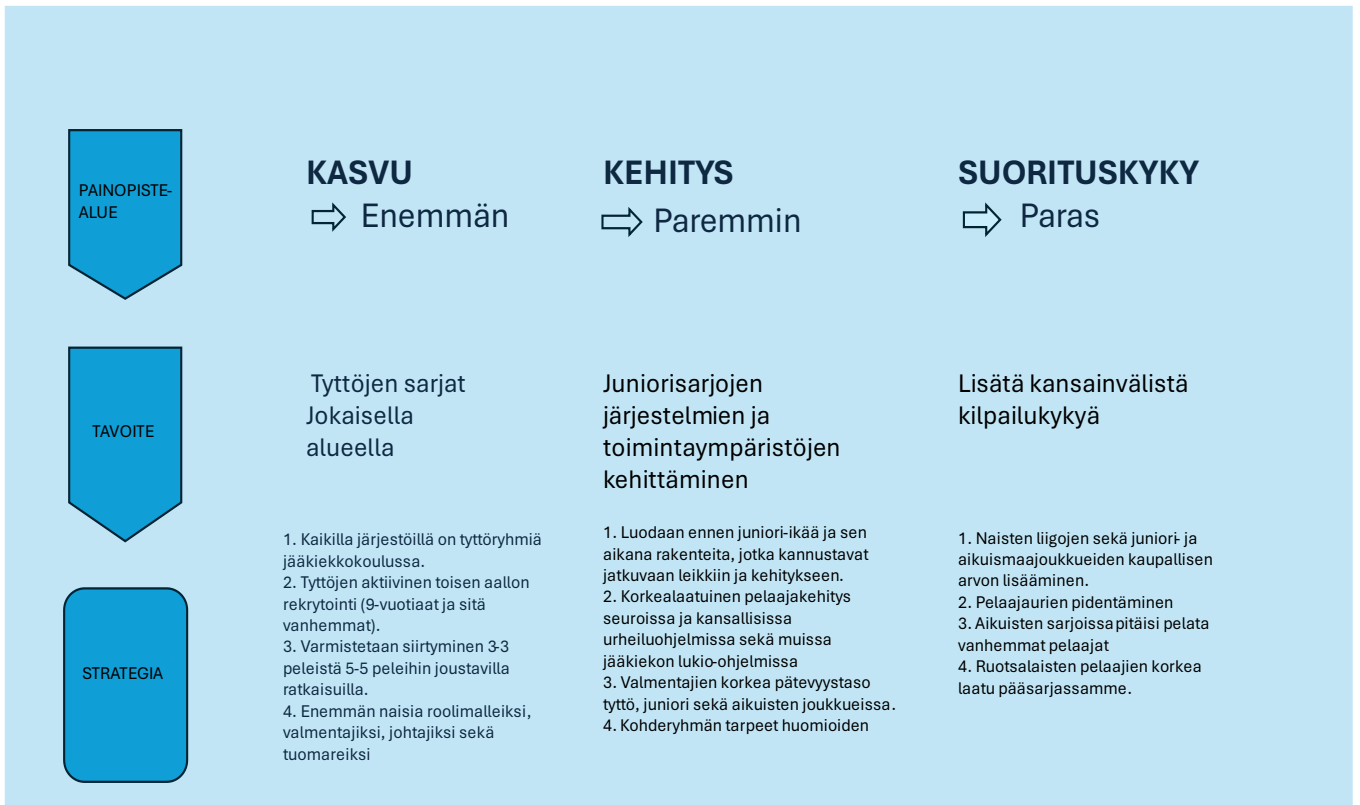 PAINOPISTE-
ALUE
KASVU
⇨ Enemmän
KEHITYS
⇨ Paremmin
SUORITUSKYKY
⇨ Paras
TAVOITE
Tyttöjen sarjat
Jokaisella
alueella
Juniorisarjojen
järjestelmien ja
toimintaympäristöjen
kehittäminen
Lisätä kansainvälistä
kilpailukykyä
STRATEGIA
1. Kaikilla järjestöillä on tyttöryhmiä
jääkiekkokoulussa.
2. Tyttöjen aktiivinen toisen aallon
rekrytointi (9-vuotiaat ja sitä
vanhemmat).
3. Varmistetaan siirtyminen 3-3
peleistä 5-5 peleihin joustavilla
ratkaisuilla.
4. Enemmän naisia roolimalleiksi,
valmentajiksi, johtajiksi sekä
tuomareiksi
1. Luodaan ennen juniori-ikää ja sen
aikana rakenteita, jotka kannustavat
jatkuvaan leikkiin ja kehitykseen.
2. Korkealaatuinen pelaajakehitys
seuroissa ja kansallisissa
urheiluohjelmissa sekä muissa
jääkiekon lukio-ohjelmissa
3. Valmentajien korkea pätevyystaso
tyttö, juniori sekä aikuisten joukkueissa.
4. Kohderyhmän tarpeet huomioiden
1. Naisten liigojen sekä juniori- ja
aikuismaajoukkueiden kaupallisen
arvon lisääminen.
2. Pelaajaurien pidentäminen
3. Aikuisten sarjoissa pitäisi pelata
vanhemmat pelaajat
4. Ruotsalaisten pelaajien korkea
laatu pääsarjassamme.